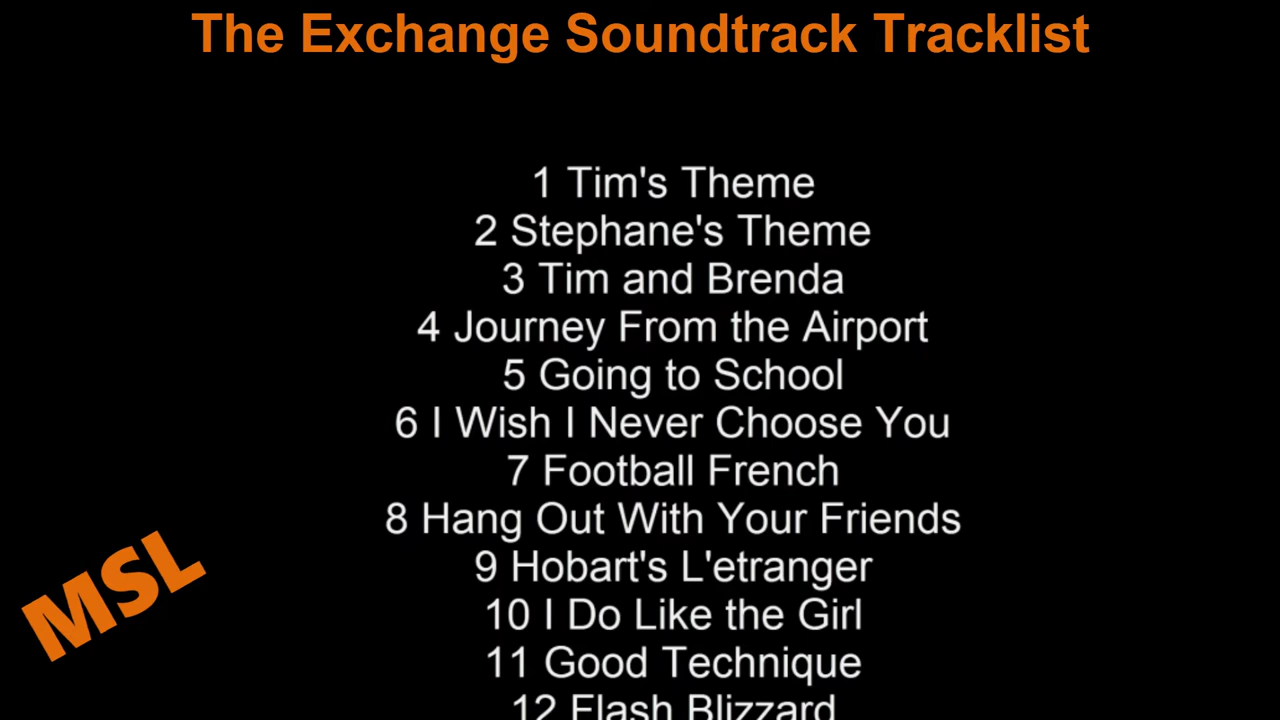 The Exchange Soundtrack Tracklist
1 Tim's Theme
2 Stephane's Theme
3 Tim and Brenda
4 Journey From the Airport
5 Going to School
6 I Wish I Never Choose You
7 Football French
8 Hang Out With Your Friends
9 Hobart's L'etranger
10 I Do Like the Girl
11 Good Technique
12 Flash Blizzard
MSL